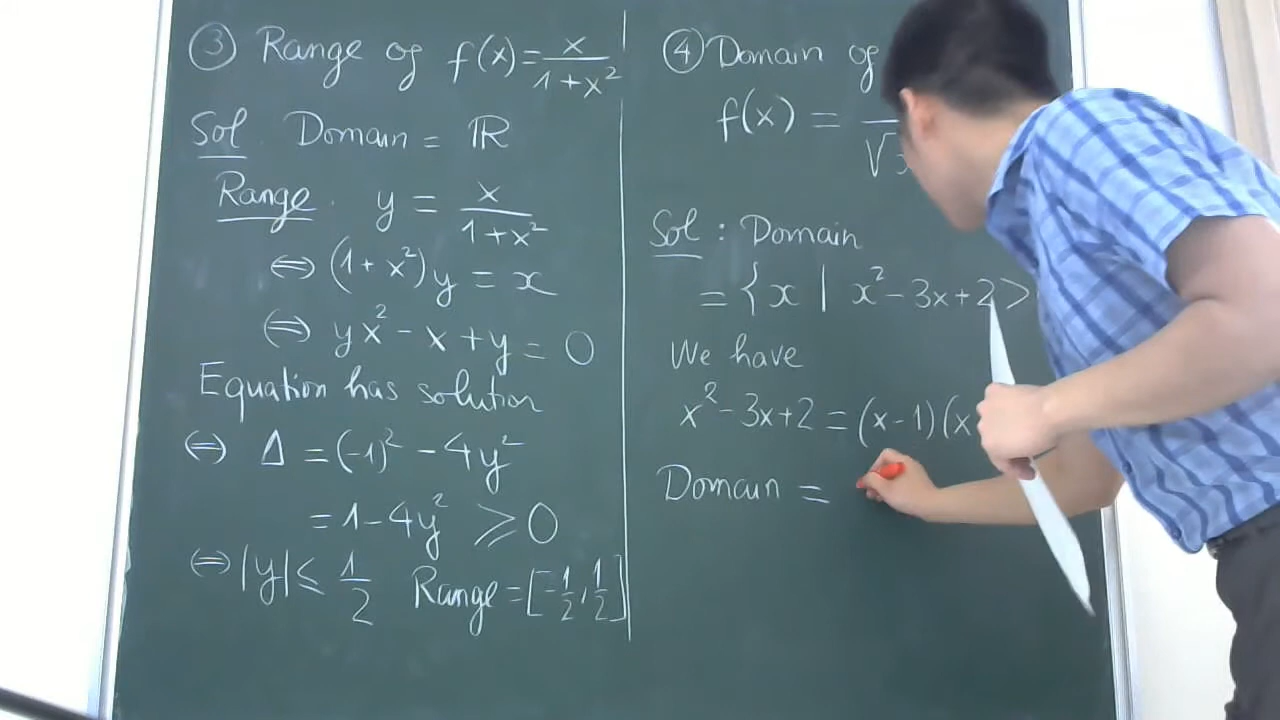 ③ Range of f(x) = x/(1+x²)
Sol Domain = ℝ
Range. y = x/(1+x²)
⇔ (1+x²)y = x
⇔ yx² - x + y = 0
Equation has solution
⇔ Δ = (-1)² - 4y²
= 1 - 4y² ⩾ 0
⇔ |y| ≤ 1/2 Range = [-1/2, 1/2]
④ Domain of
f(x) = √
Sol : Domain
= {x | x² - 3x + 2 >
We have
x² - 3x + 2 = (x-1)(x
Domain =